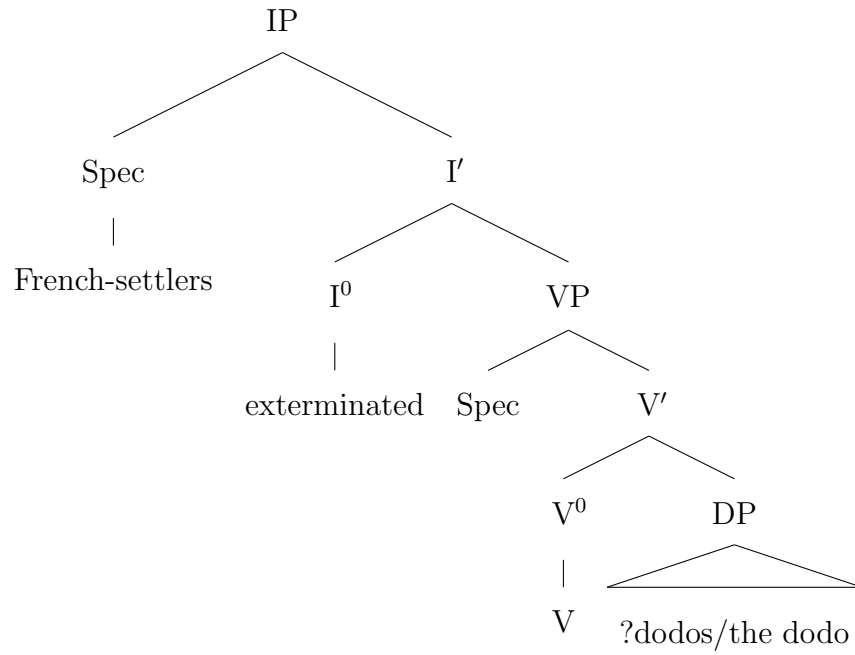 IP
Spec I′
French-settlers
I⁰ VP
exterminated Spec V′
V⁰ DP
V ?dodos/the dodo